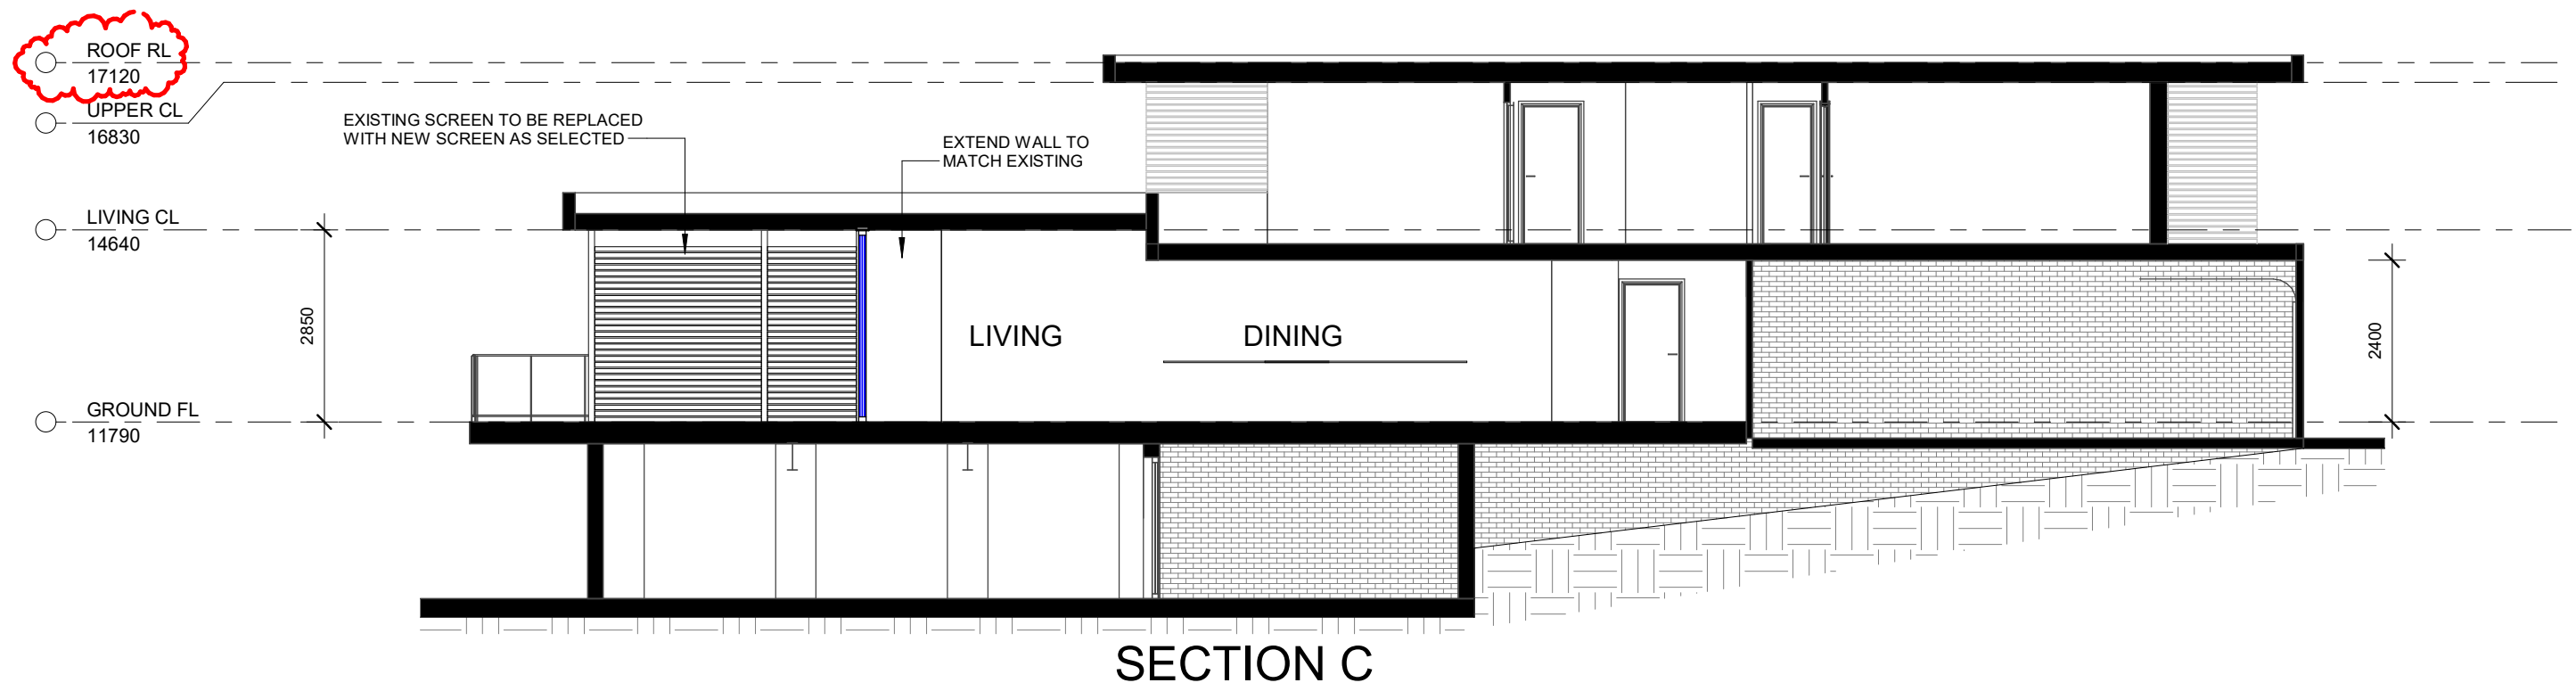 ROOF RL
17120
UPPER CL
16830
EXISTING SCREEN TO BE REPLACED
WITH NEW SCREEN AS SELECTED
EXTEND WALL TO
MATCH EXISTING
LIVING CL
14640
2850
LIVING
DINING
2400
GROUND FL
11790
SECTION C